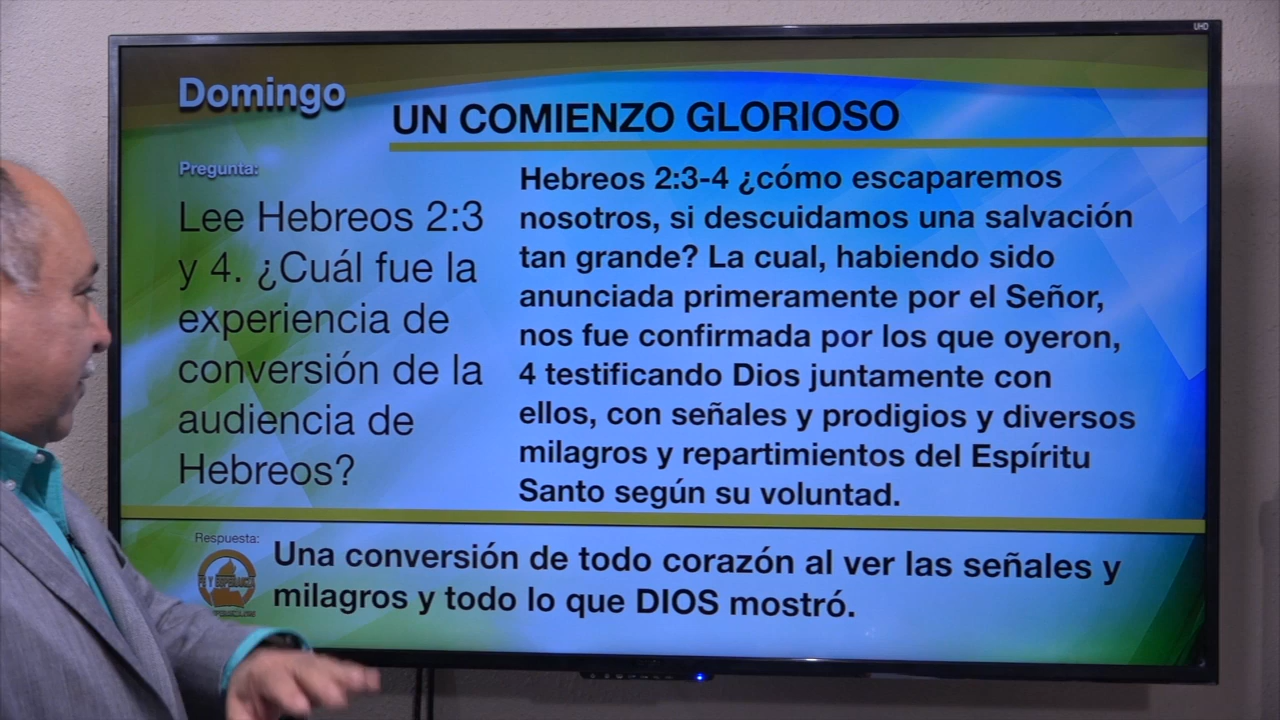 UHD
Domingo
UN COMIENZO GLORIOSO
Pregunta:
Lee Hebreos 2:3
y 4. ¿Cuál fue la
experiencia de
conversión de la
audiencia de
Hebreos?
Hebreos 2:3-4 ¿cómo escaparemos
nosotros, si descuidamos una salvación
tan grande? La cual, habiendo sido
anunciada primeramente por el Señor,
nos fue confirmada por los que oyeron,
4 testificando Dios juntamente con
ellos, con señales y prodigios y diversos
milagros y repartimientos del Espíritu
Santo según su voluntad.
Respuesta:
FE Y ESPERANZA
Una conversión de todo corazón al ver las señales y
milagros y todo lo que DIOS mostró.